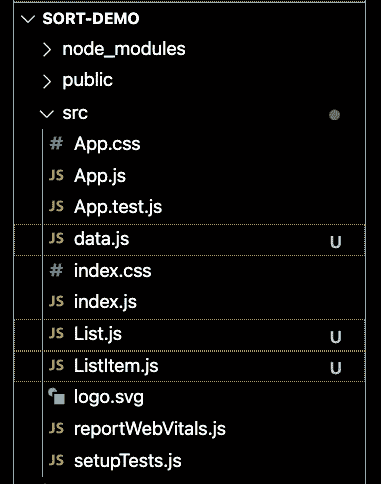 SORT-DEMO
node_modules
public
src
# App.css
JS App.js
JS App.test.js
JS data.js U
# index.css
JS index.js
JS List.js U
JS ListItem.js U
logo.svg
JS reportWebVitals.js
JS setupTests.js